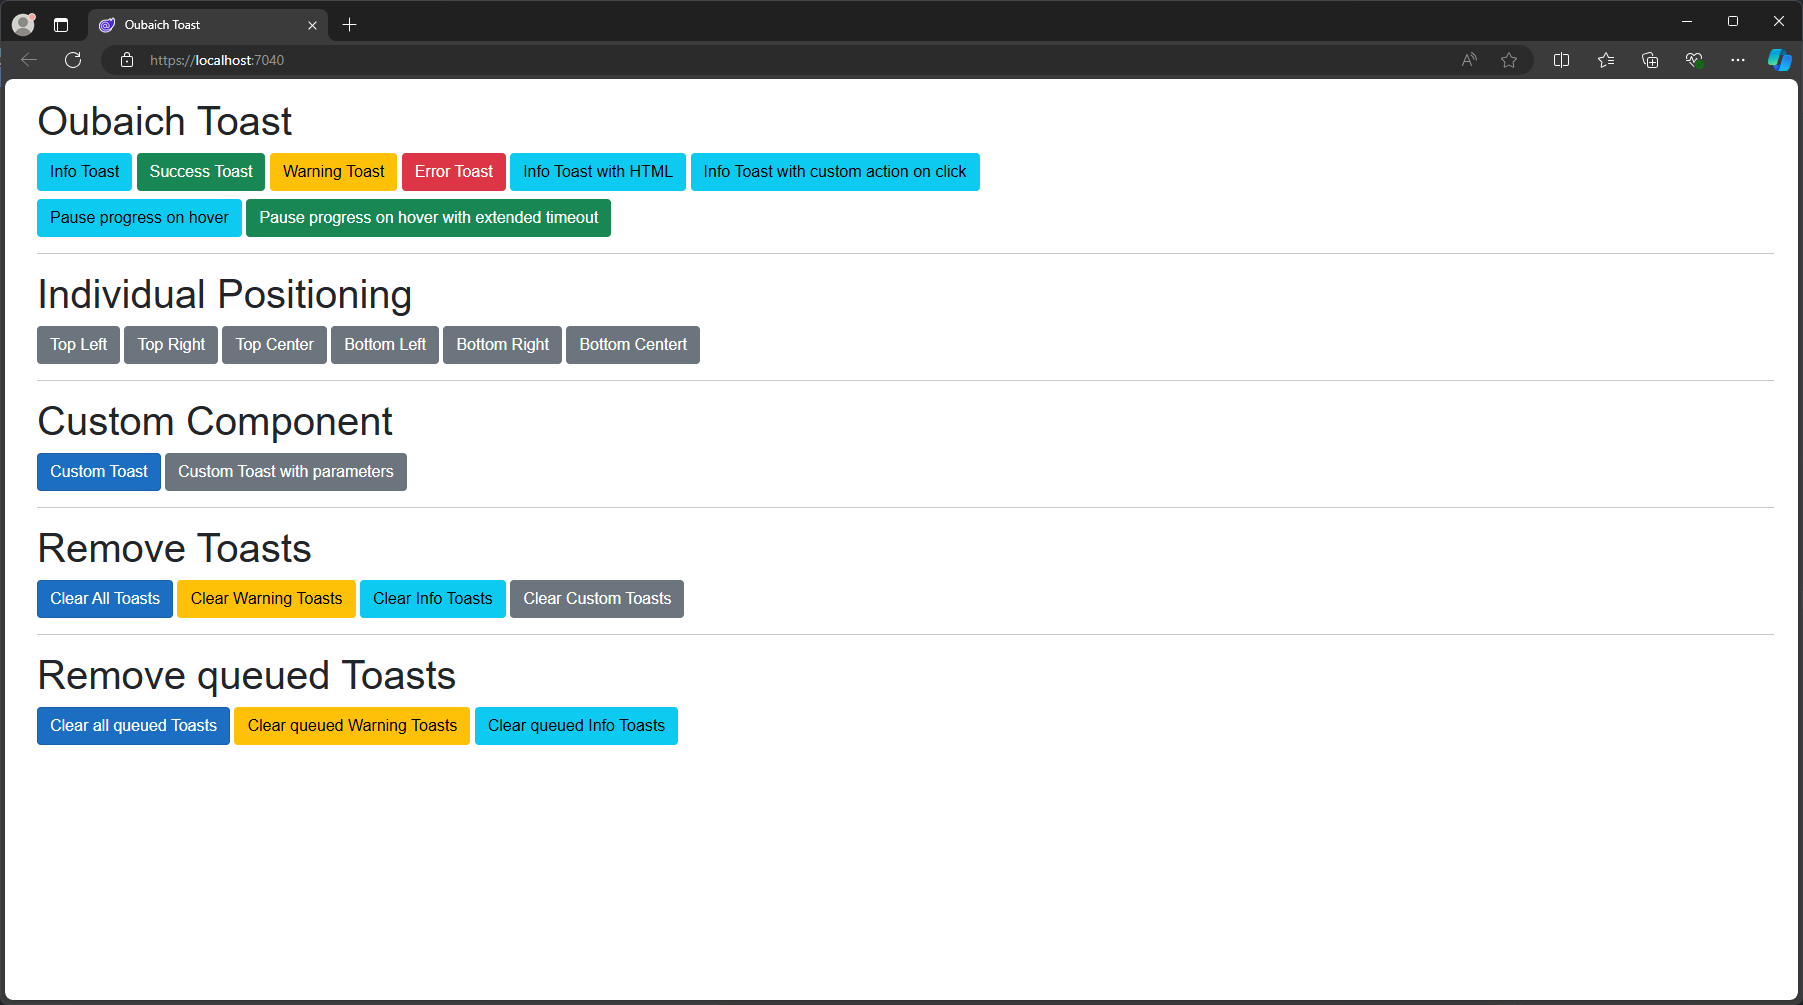 Oubaich Toast
https://localhost:7040
Oubaich Toast
Info Toast Success Toast Warning Toast Error Toast Info Toast with HTML Info Toast with custom action on click
Pause progress on hover Pause progress on hover with extended timeout
Individual Positioning
Top Left Top Right Top Center Bottom Left Bottom Right Bottom Centert
Custom Component
Custom Toast Custom Toast with parameters
Remove Toasts
Clear All Toasts Clear Warning Toasts Clear Info Toasts Clear Custom Toasts
Remove queued Toasts
Clear all queued Toasts Clear queued Warning Toasts Clear queued Info Toasts